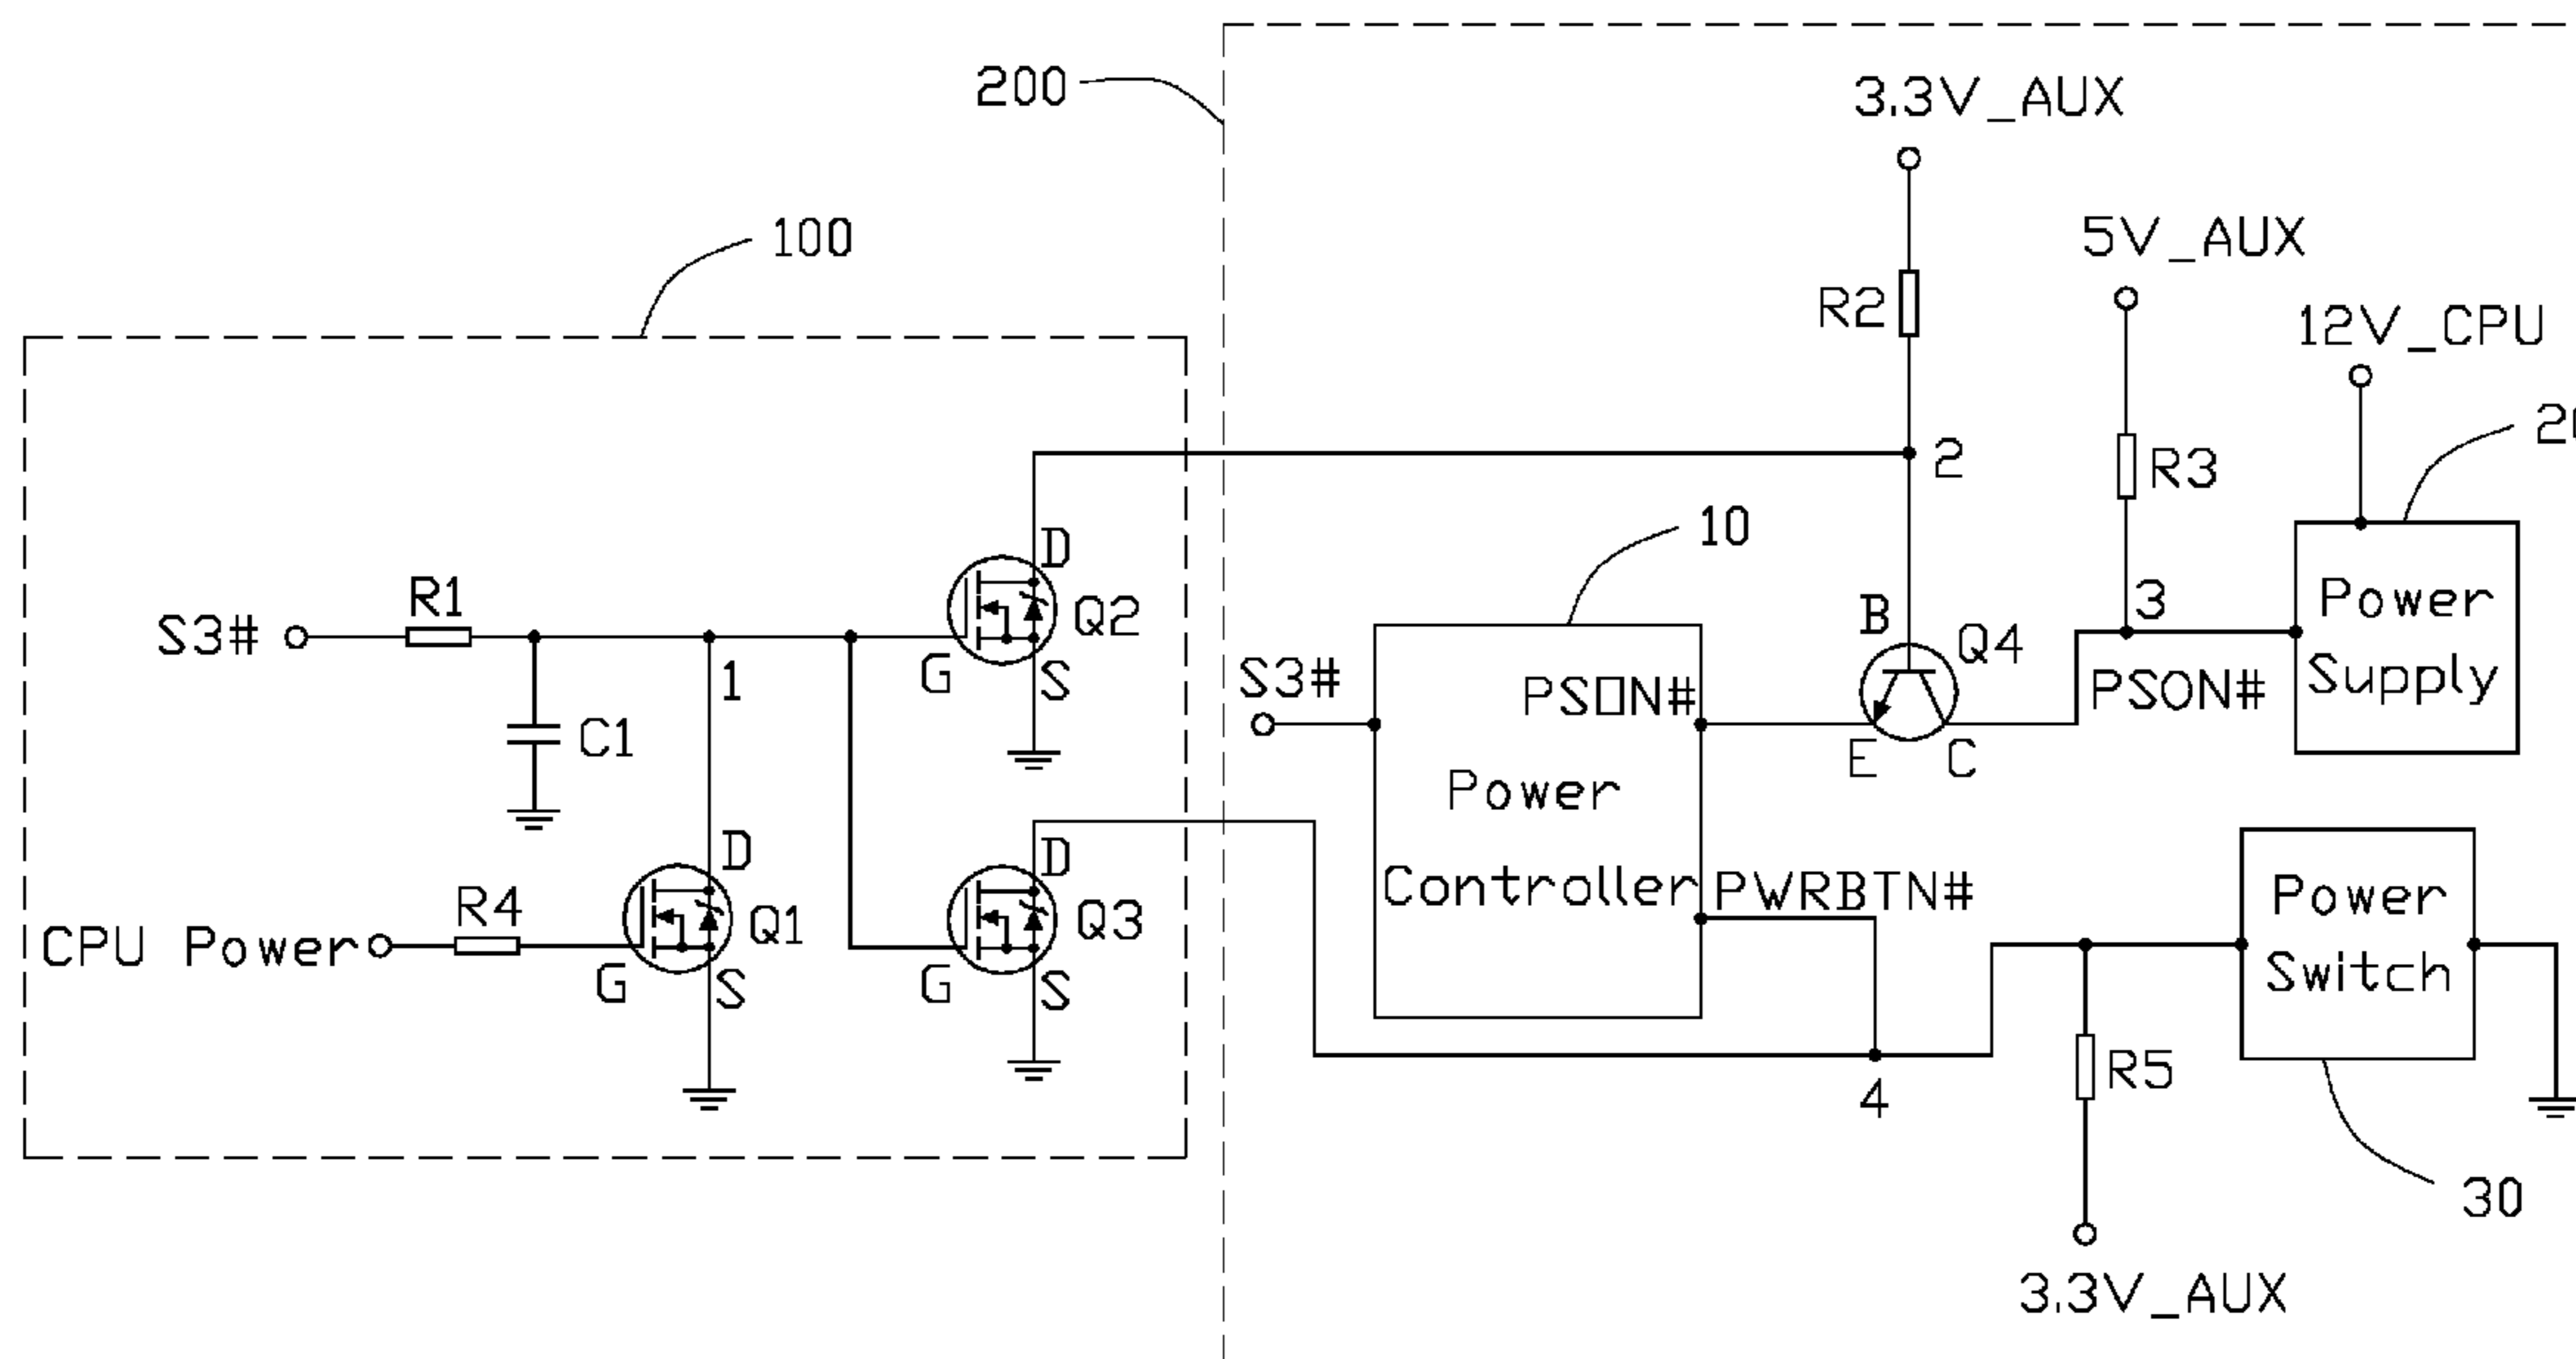 200
3.3V_AUX
100
5V_AUX
R2
12V_CPU
2
R3
10
D
Q2
G
S
S3#
R1
1
C1
B
Q4
E
C
3
PSON#
Power
Supply
S3#
PSON#
Power
Controller
PWRBTN#
D
Q1
G
S
CPU Power
R4
D
Q3
G
S
4
Power
Switch
R5
30
3.3V_AUX